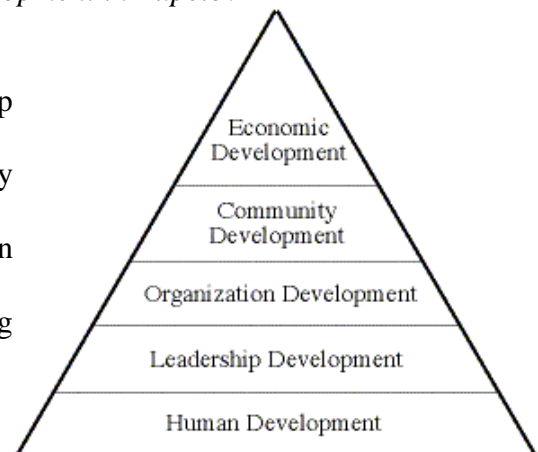 p
y
n
g
Economic
Development
Community
Development
Organization Development
Leadership Development
Human Development